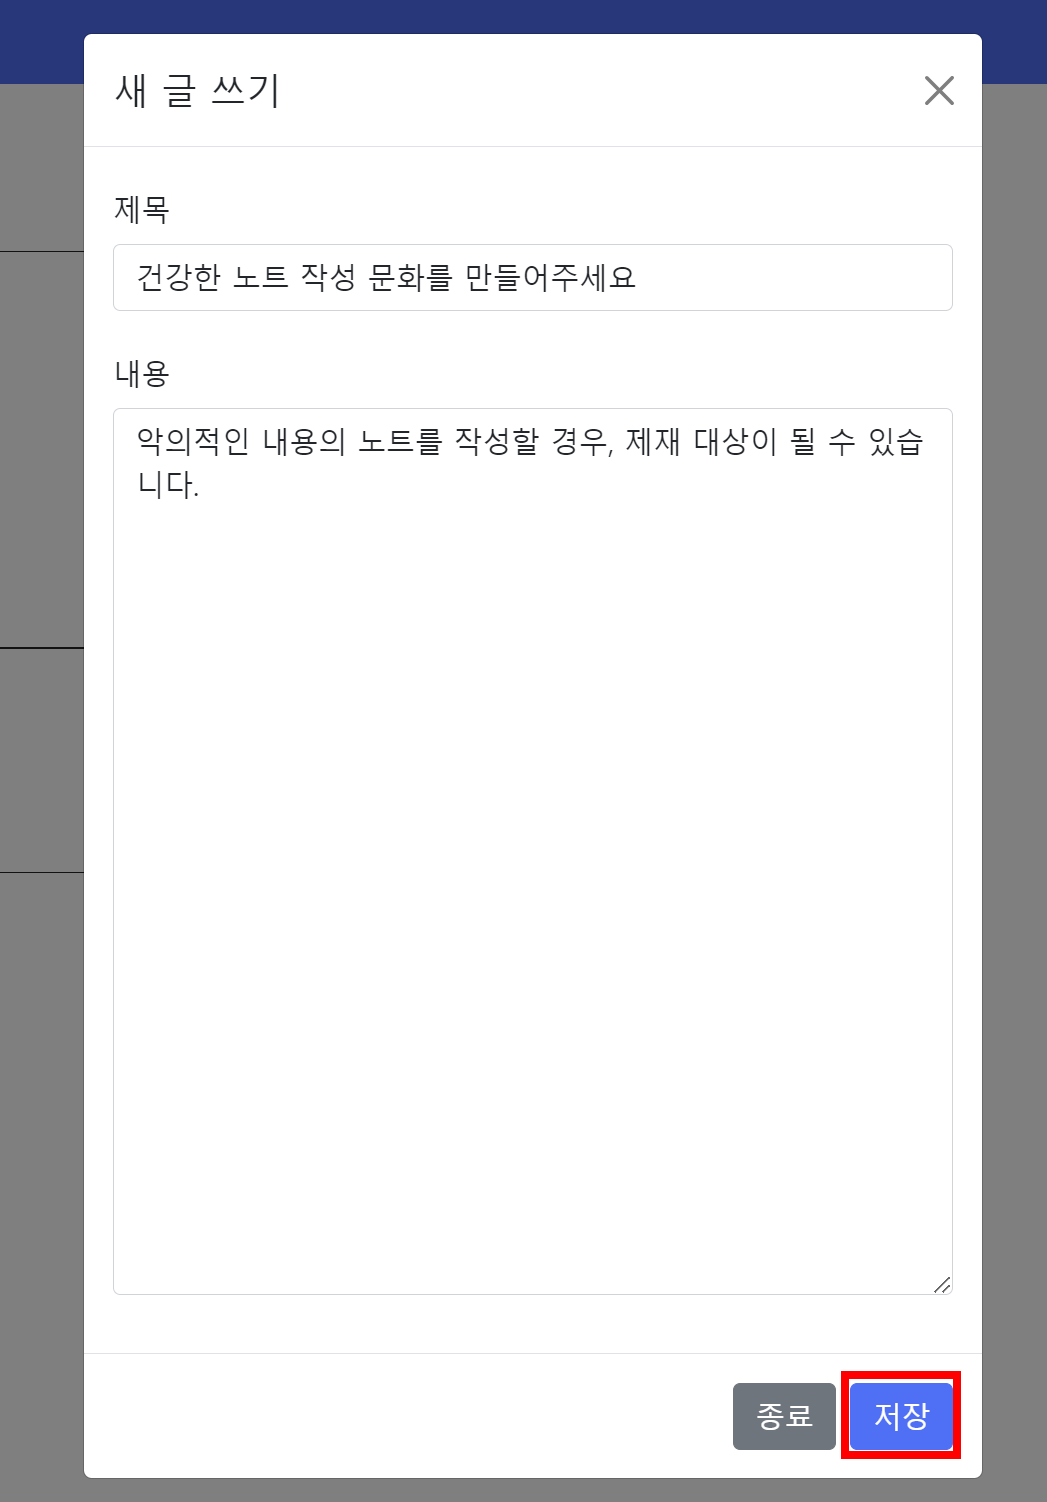 새 글 쓰기
제목
건강한 노트 작성 문화를 만들어주세요
내용
악의적인 내용의 노트를 작성할 경우, 제재 대상이 될 수 있습
니다.
종료
저장